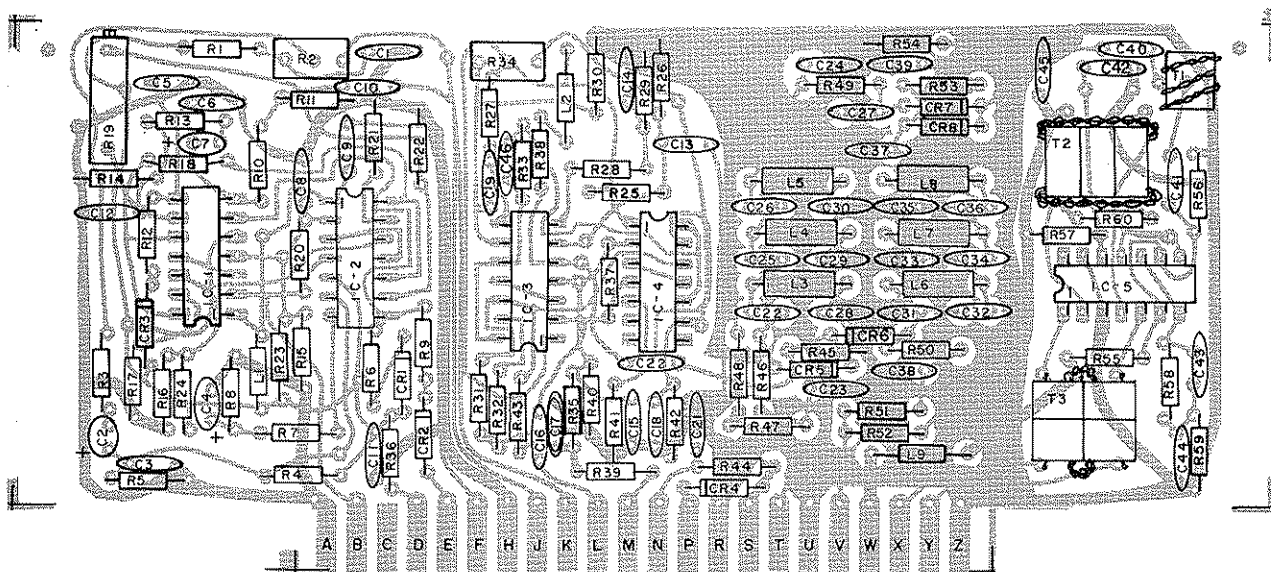 R1 R2 C1 R34 R54 C40
R19 C5 C6 C10 R11 R27 L2 R30 C14 R29 R26 C24 C39 R49 R53 C45 C42 T1
R13 C7 R18 R10 C9 R21 R22 C46 R33 R38 C13 C27 CR7 CR8 C37 T2
R14 C8 C19 R28 R25 L5 L8 C41 R56
C12 R12 R20 C26 C30 C35 C36 R60
IC-1 IC-2 IC-3 R37 IC-4 L4 L7 R57
C25 C29 C33 C34
L3 L6 IC-5
CR3 C22 C28 C31 C32
R3 R17 R16 R24 C4 R8 L1 R23 R15 R6 CR1 R9 C22 R48 R46 R45 CR6 R50 CR5 C38 C23 R55 R58 C43
+
R31 R32 R43 C16 C17 R35 R40 R41 C15 C18 R42 C21 R51 T3
C2 + R7 CR2 R47 R52
C3 R5 R4 C11 R36 R39 R44 CR4 L9 C44 R59
A B C D E F H J K L M N P R S T U V W X Y Z